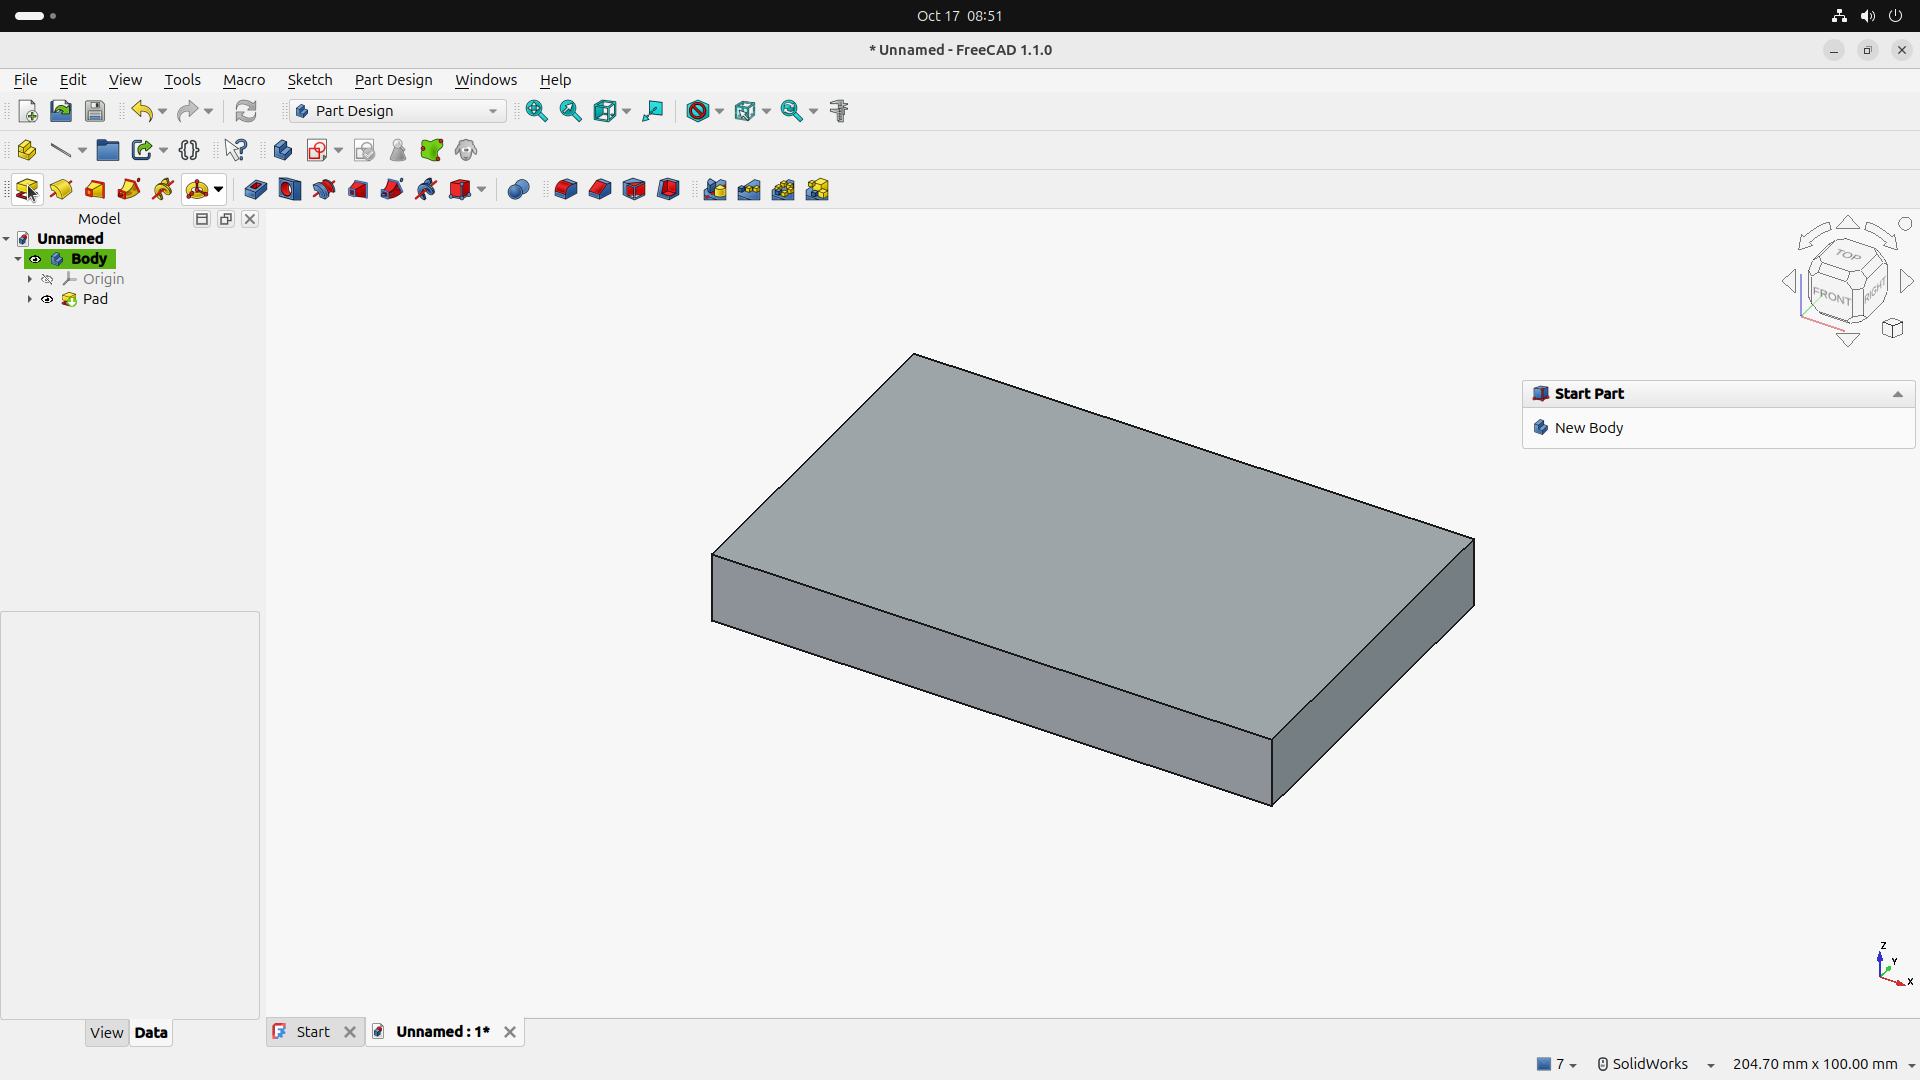 Oct 17 08:51
* Unnamed - FreeCAD 1.1.0
File Edit View Tools Macro Sketch Part Design Windows Help
Part Design
Model
Unnamed
Body
Origin
Pad
TOP
FRONT
RIGHT
Start Part
New Body
Z
Y
X
View Data
Start
Unnamed : 1*
7
SolidWorks
204.70 mm x 100.00 mm